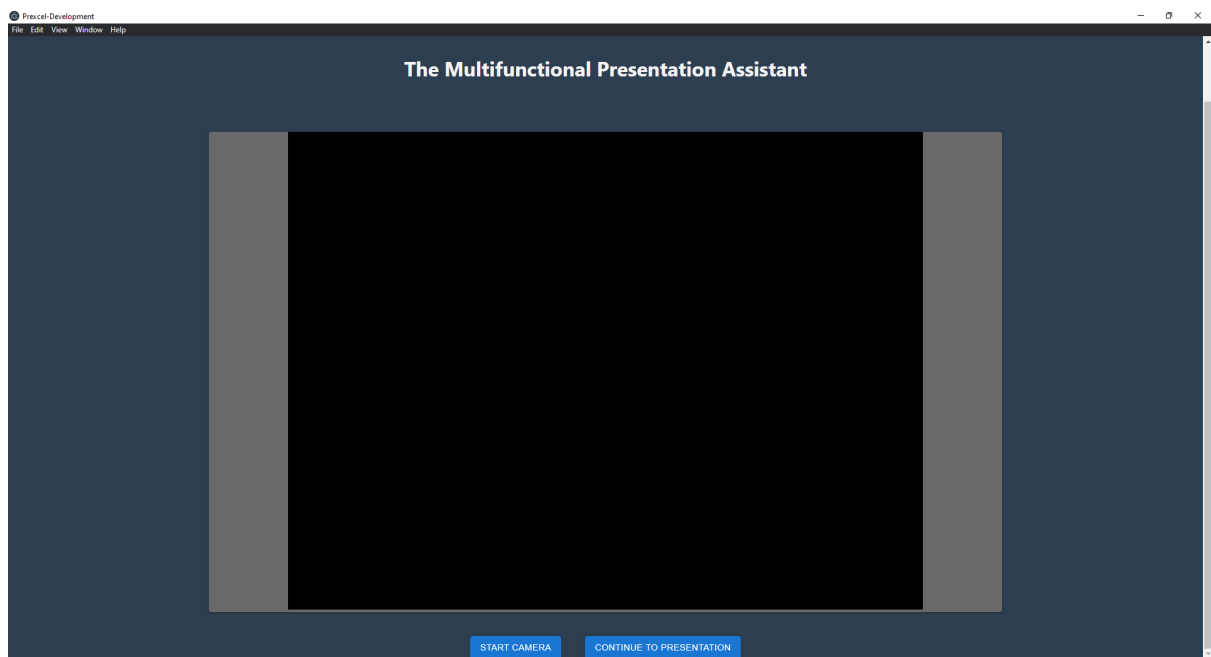 Prexcel-Development
File Edit View Window Help
The Multifunctional Presentation Assistant
START CAMERA CONTINUE TO PRESENTATION